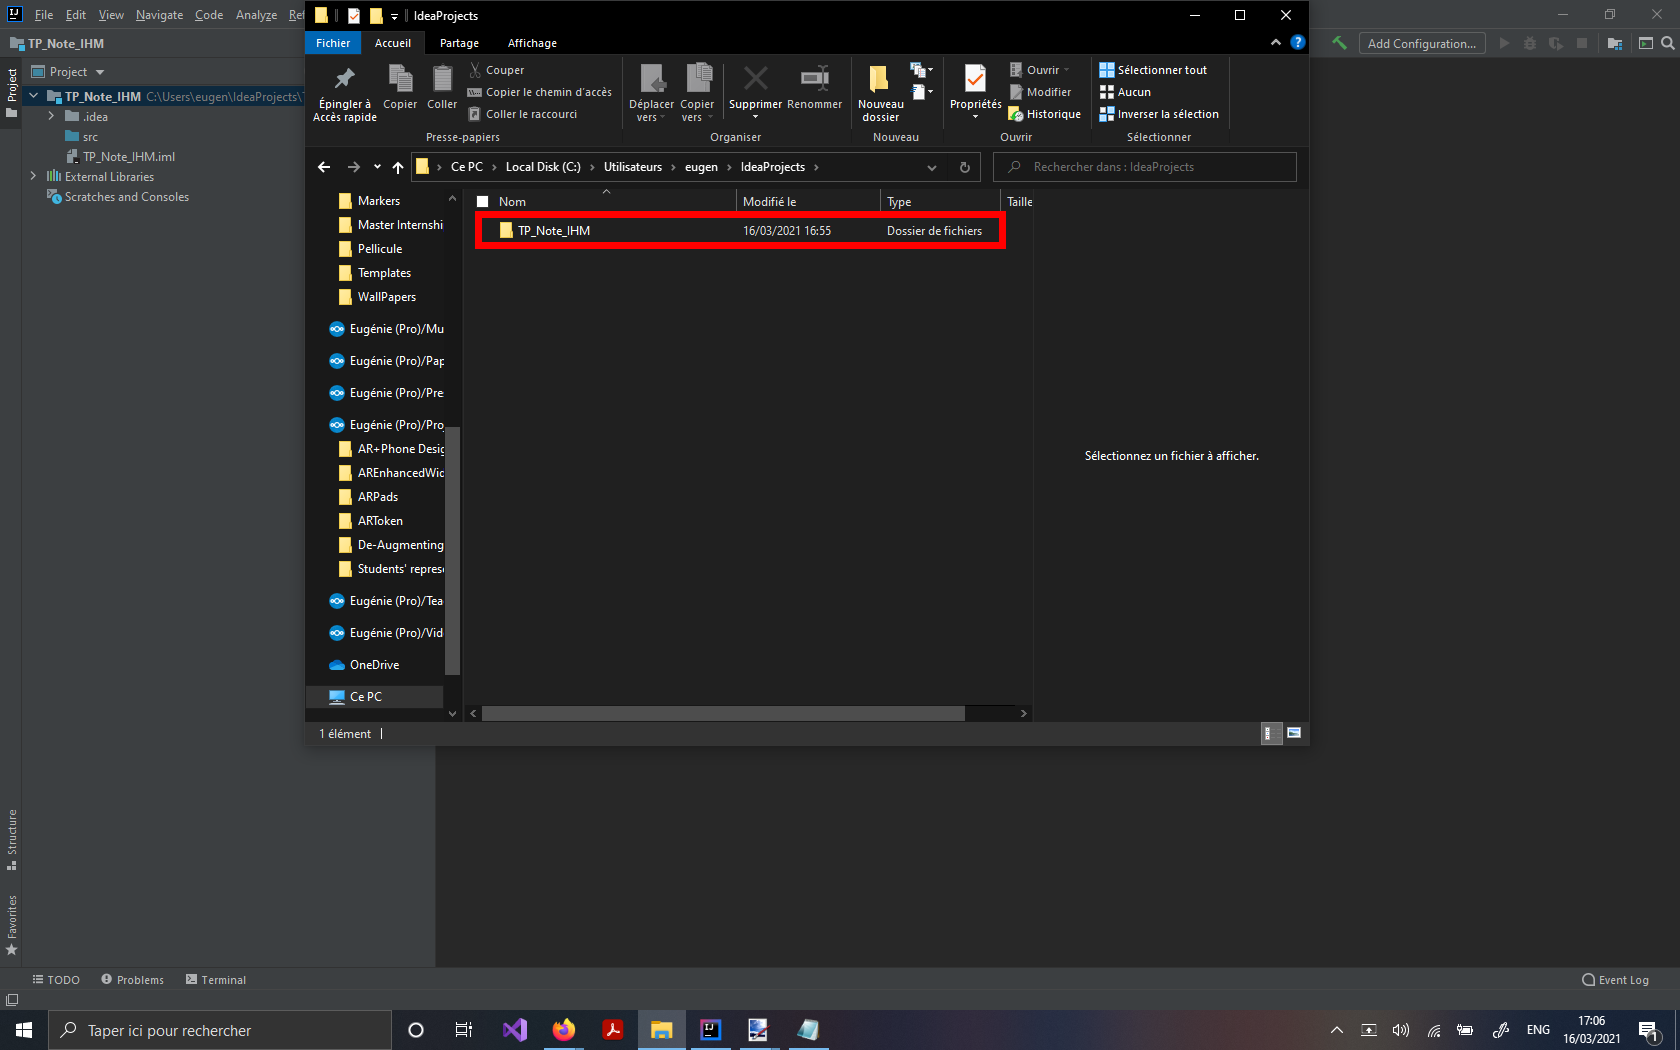 IJ File Edit View Navigate Code Analyze Ref
IdeaProjects
TP_Note_IHM
Add Configuration...
Fichier Accueil Partage Affichage
Project
Project
Épingler à
Accès rapide
Copier
Coller
Couper
Copier le chemin d'accès
Coller le raccourci
Presse-papiers
Déplacer
vers
Copier
vers
Supprimer
Renommer
Organiser
Nouveau
dossier
Nouveau
Propriétés
Ouvrir
Modifier
Historique
Ouvrir
Sélectionner tout
Aucun
Inverser la sélection
Sélectionner
TP_Note_IHM C:\Users\eugen\IdeaProjects\T
.idea
src
TP_Note_IHM.iml
External Libraries
Scratches and Consoles
Ce PC › Local Disk (C:) › Utilisateurs › eugen › IdeaProjects ›
Rechercher dans : IdeaProjects
Markers
Master Internshi
Pellicule
Templates
WallPapers
Eugénie (Pro)/Mu
Eugénie (Pro)/Pap
Eugénie (Pro)/Pre
Eugénie (Pro)/Pro
AR+Phone Desig
AREnhancedWid
ARPads
ARToken
De-Augmenting
Students' represe
Eugénie (Pro)/Tea
Eugénie (Pro)/Vid
OneDrive
Ce PC
Nom Modifié le Type Taille
TP_Note_IHM 16/03/2021 16:55 Dossier de fichiers
Sélectionnez un fichier à afficher.
1 élément
Structure
Favorites
TODO Problems Terminal
Event Log
Taper ici pour rechercher
IJ
ENG
17:06
16/03/2021
1